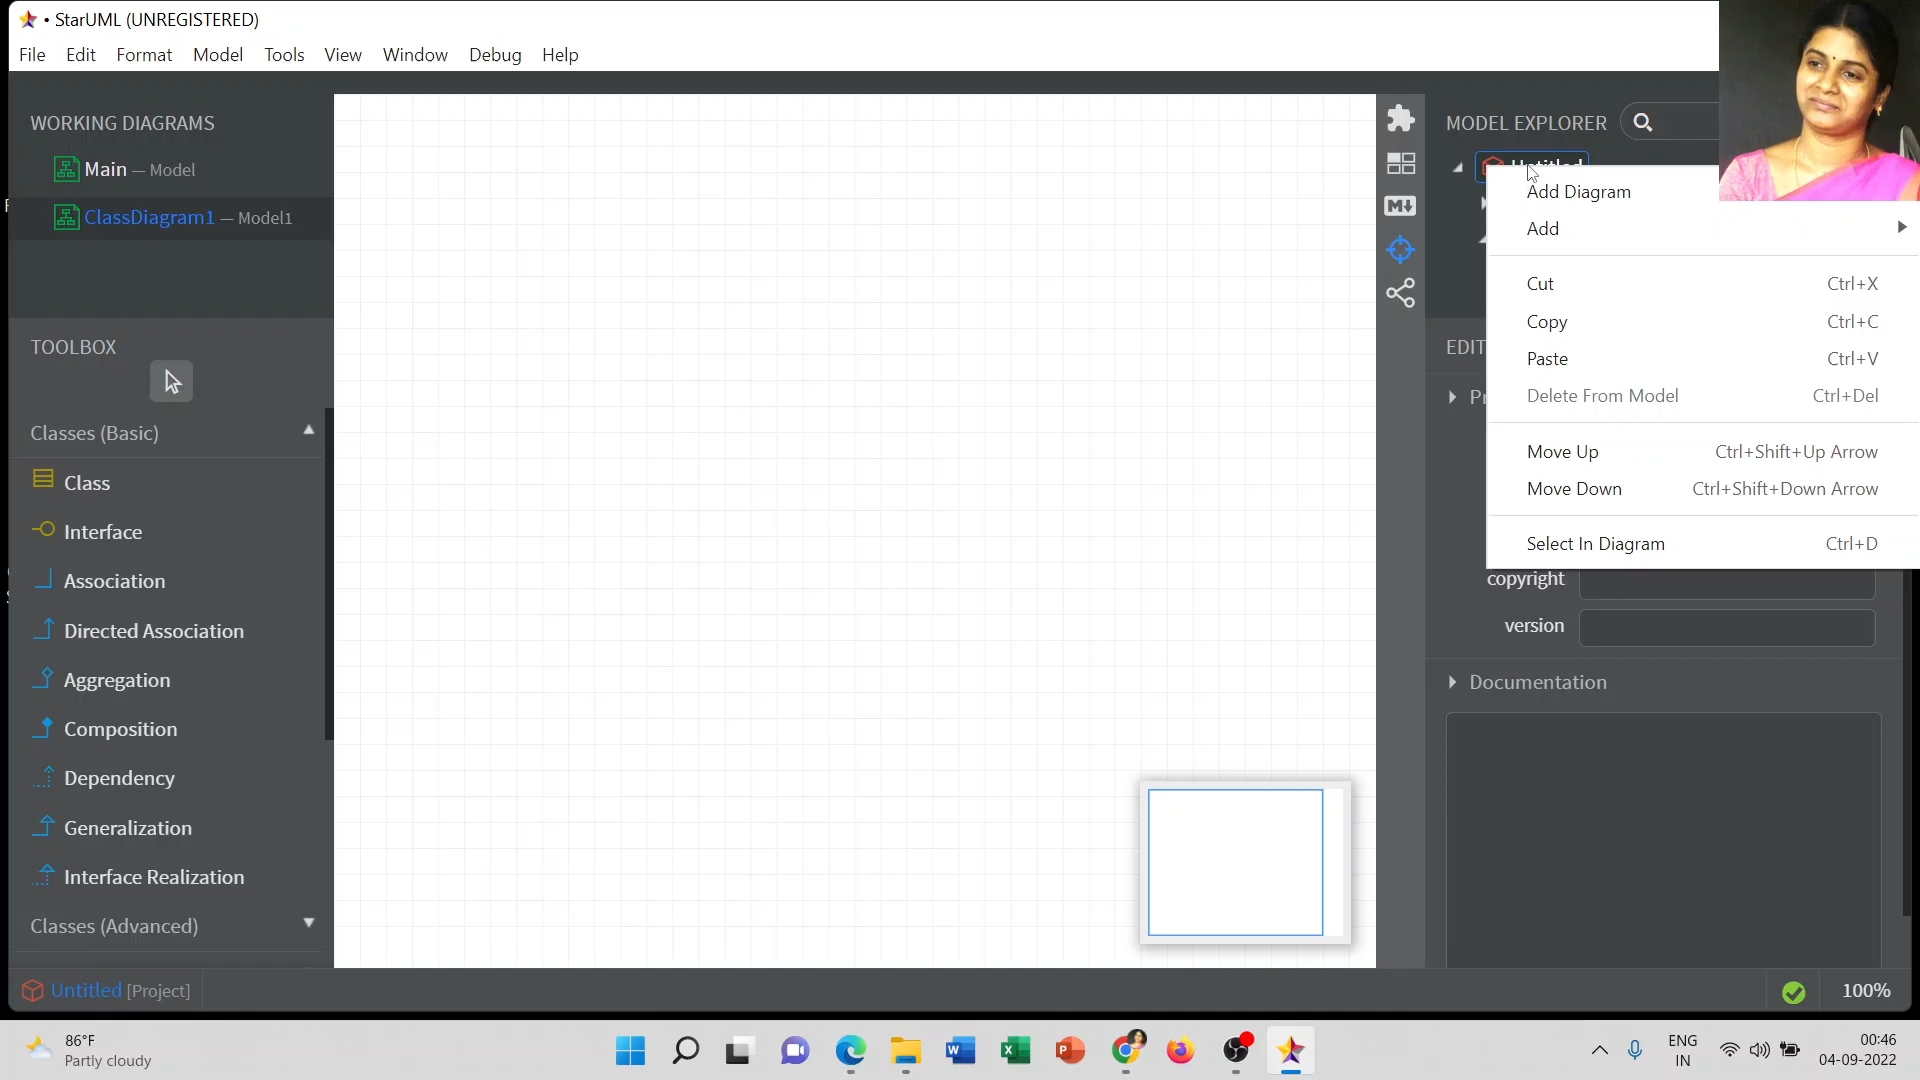 • StarUML (UNREGISTERED)
File Edit Format Model Tools View Window Debug Help
WORKING DIAGRAMS
Main — Model
ClassDiagram1 — Model1
TOOLBOX
Classes (Basic)
Class
Interface
Association
Directed Association
Aggregation
Composition
Dependency
Generalization
Interface Realization
Classes (Advanced)
MODEL EXPLORER
Untitled
Add Diagram
Add
Cut Ctrl+X
Copy Ctrl+C
Paste Ctrl+V
Delete From Model Ctrl+Del
Move Up Ctrl+Shift+Up Arrow
Move Down Ctrl+Shift+Down Arrow
Select In Diagram Ctrl+D
copyright
version
Documentation
Untitled [Project]
100%
86°F
Partly cloudy
ENG
IN
00:46
04-09-2022